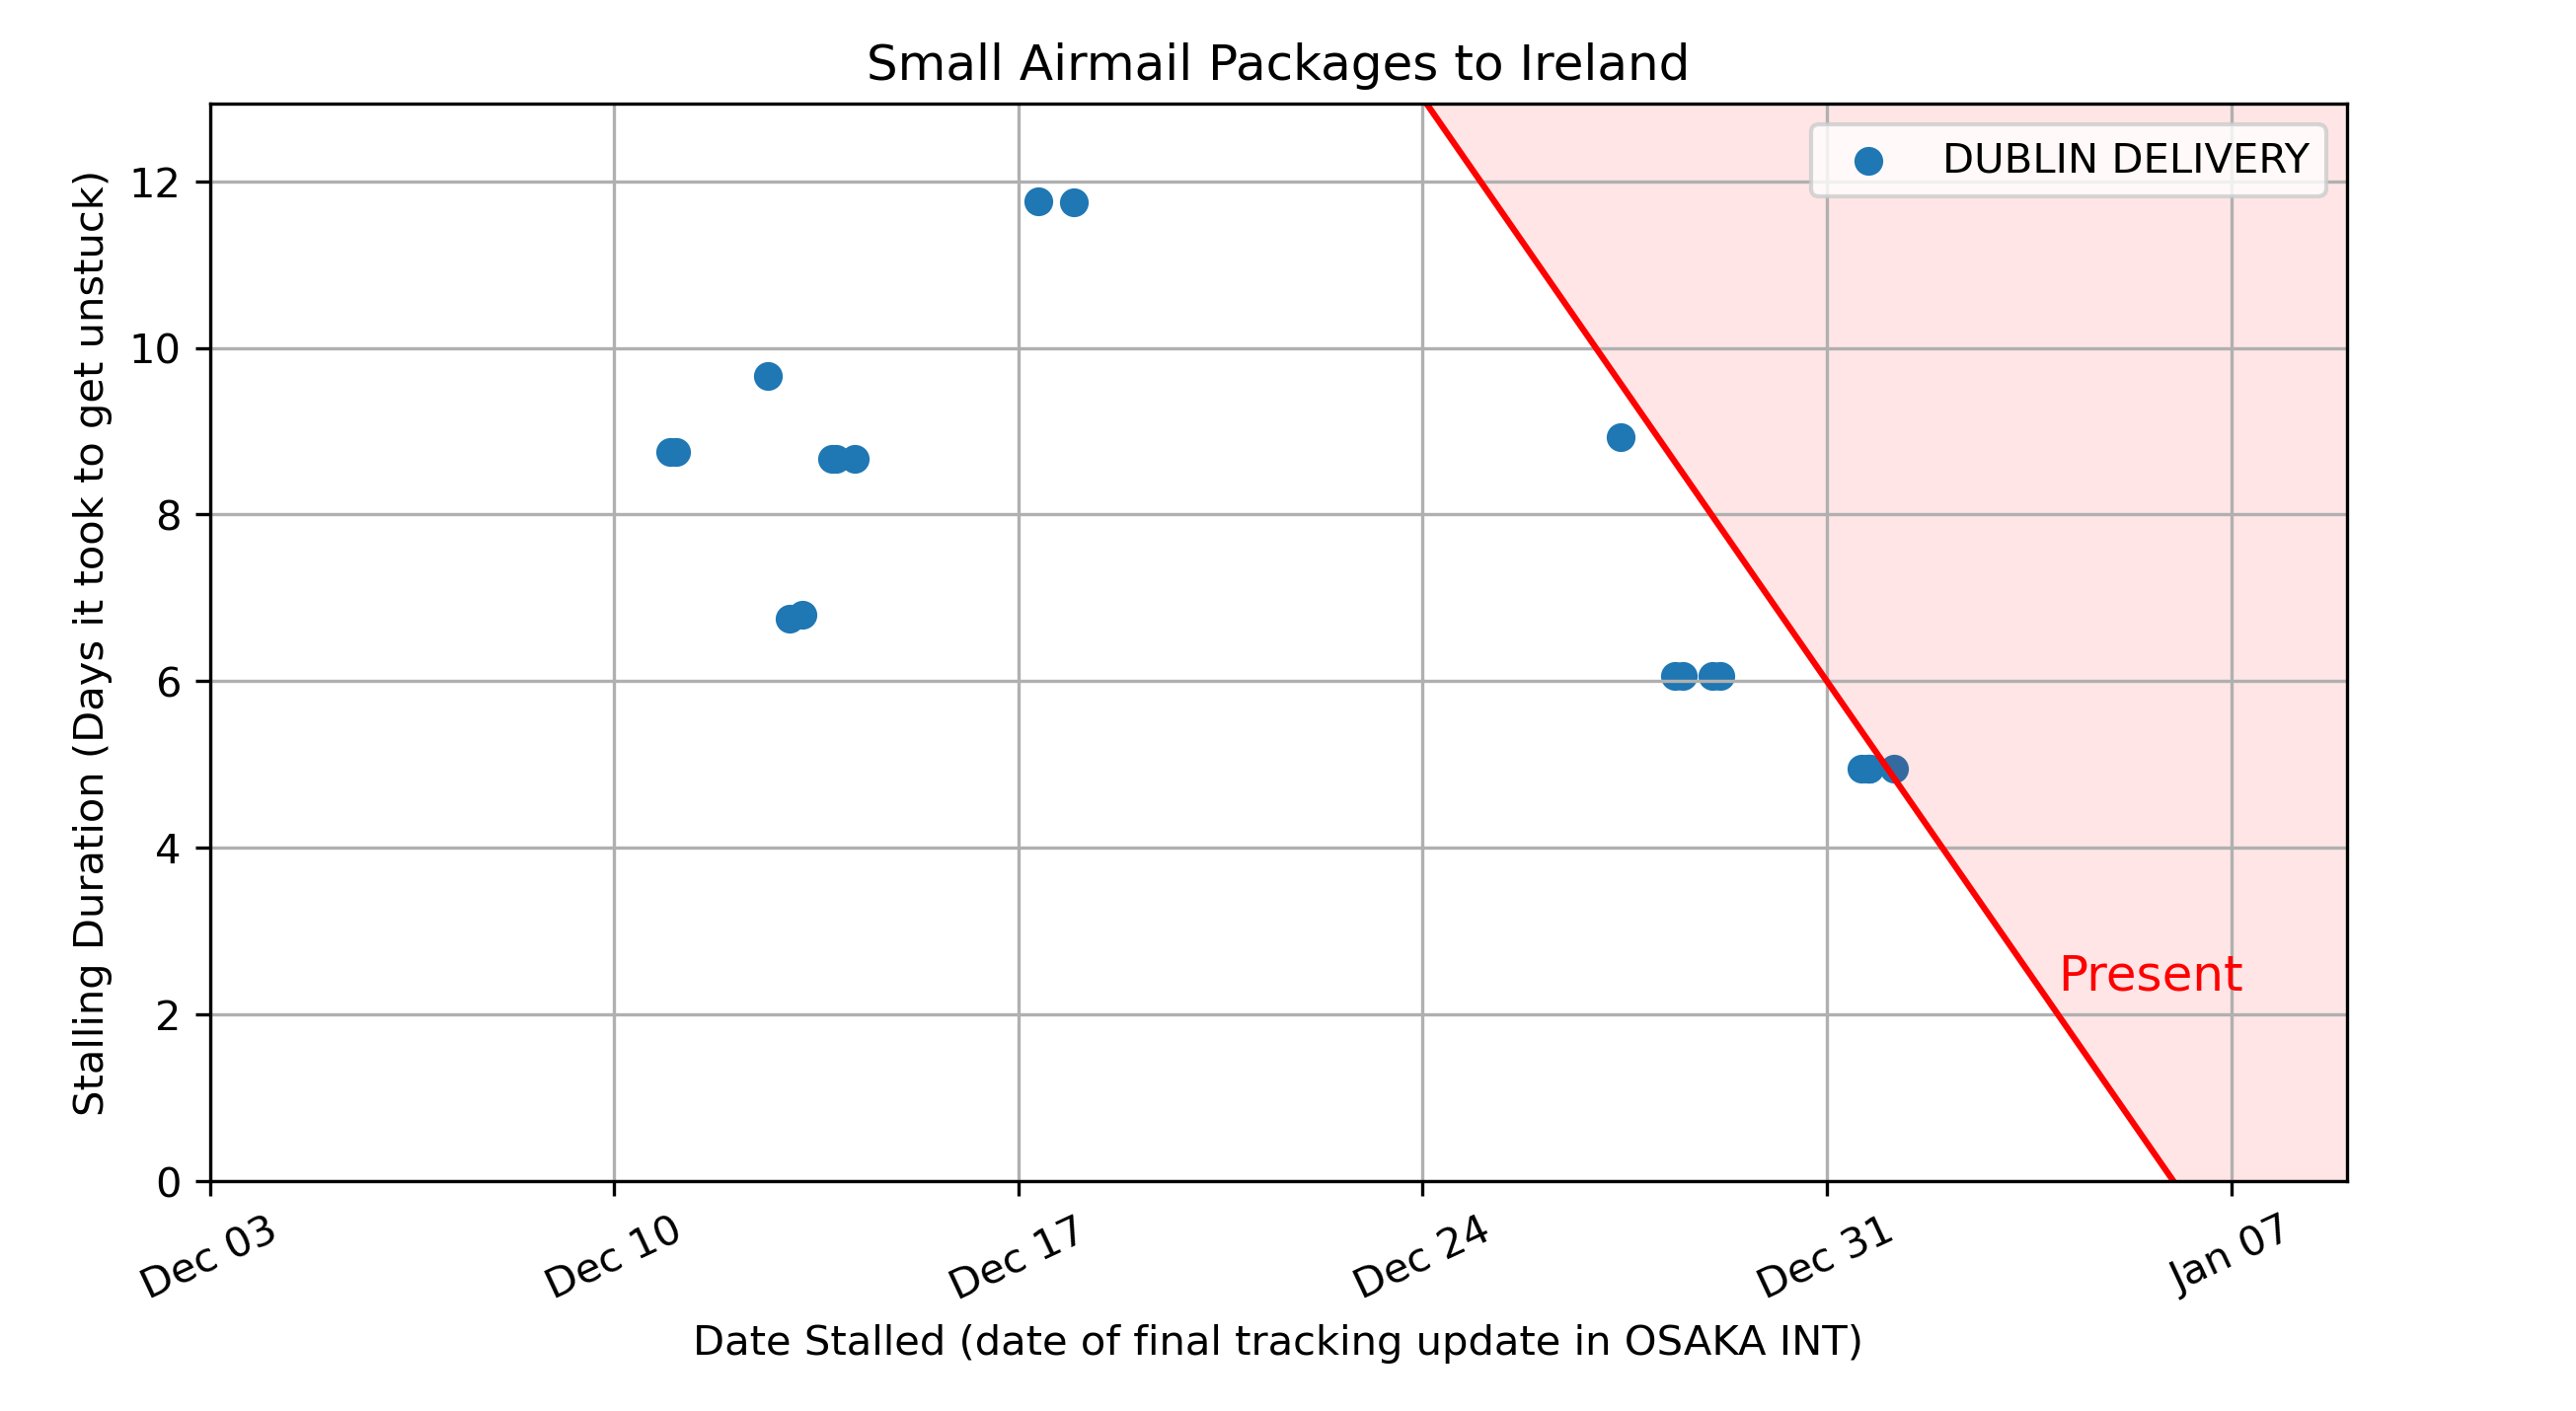 Small Airmail Packages to Ireland
DUBLIN DELIVERY
Stalling Duration (Days it took to get unstuck)
12
10
8
6
4
2
0
Present
Dec 03
Dec 10
Dec 17
Dec 24
Dec 31
Jan 07
Date Stalled (date of final tracking update in OSAKA INT)